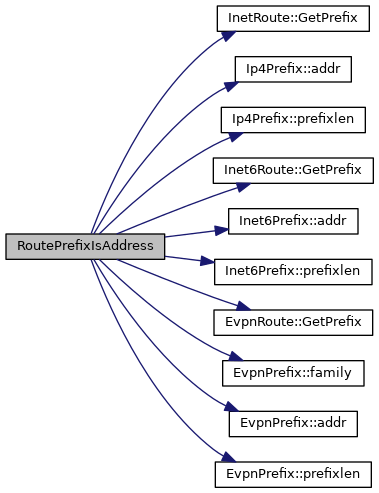 InetRoute::GetPrefix
Ip4Prefix::addr
Ip4Prefix::prefixlen
Inet6Route::GetPrefix
RoutePrefixIsAddress
Inet6Prefix::addr
Inet6Prefix::prefixlen
EvpnRoute::GetPrefix
EvpnPrefix::family
EvpnPrefix::addr
EvpnPrefix::prefixlen